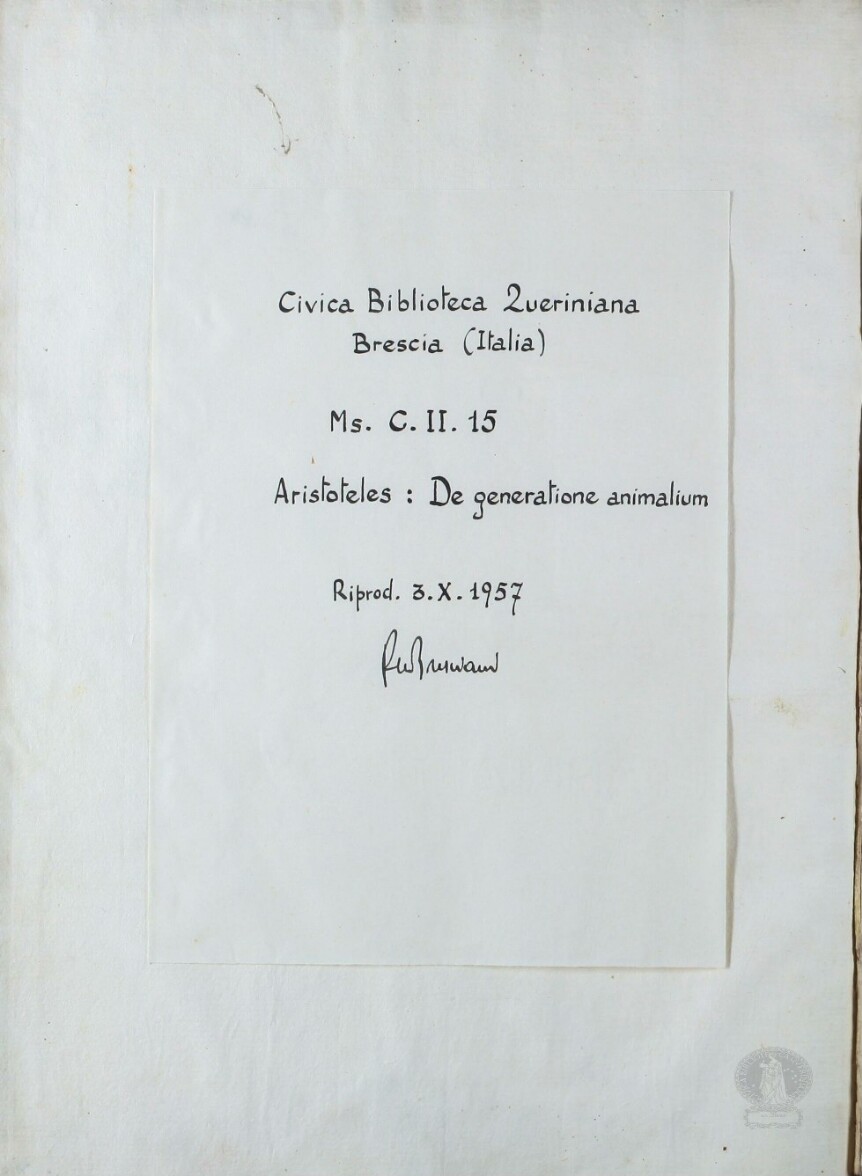 Civica Biblioteca Queriniana
Brescia (Italia)
Ms. C. II. 15
Aristoteles : De generatione animalium
Riprod. 3.X.1957